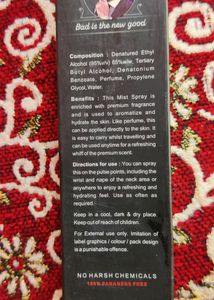 Bad is the new good
Composition : Denatured Ethyl
Alcohol (95%v/v) 65%v/w, Tertiary
Butyl Alcohol, Denatonium
Benzoate, Perfume, Propylene
Glycol, Water.
Benefits : This Mist Spray is
enriched with premium fragrance
and is used to aromatize and
hydrate the skin. Like perfume, this
can be applied directly to the skin. It
is easy to carry whilst travelling and
can be used anytime for a refreshing
whiff of the premium scent.
Directions for use : You can spray
this on the pulse points, including the
wrist and nape of the neck area or
anywhere to enjoy a refreshing and
hydrating feel. Use as often as
required.
Keep in a cool, dark & dry place.
Keep out of reach of children.
For External use only. Imitation of
label graphics / colour / pack design
is a punishable offence.
NO HARSH CHEMICALS
100% PARABENS FREE